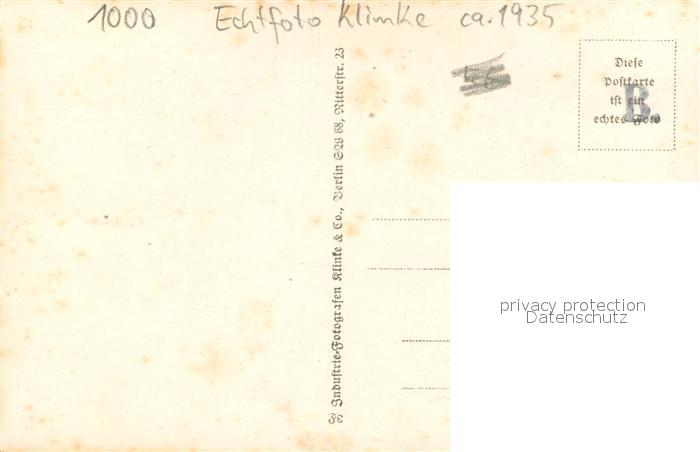 1000 Echtfoto Klimke ca. 1935
Diese
Postkarte
ist ein
echtes Foto
B.
Industrie-Fotografen Klinke & Co., Berlin SW 68, Ritterstr. 23
privacy protection
Datenschutz